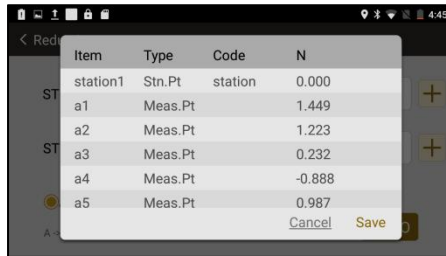 4:45
< Redu
Item Type Code N
station1 Stn.Pt station 0.000
a1 Meas.Pt 1.449
a2 Meas.Pt 1.223
a3 Meas.Pt 0.232
a4 Meas.Pt -0.888
a5 Meas.Pt 0.987
ST
ST
Cancel Save